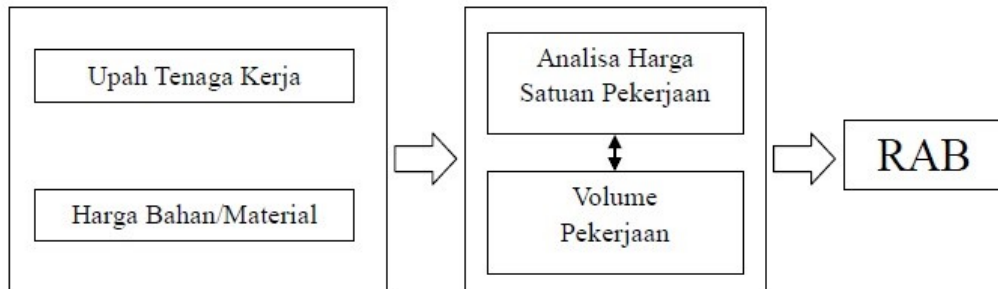 Upah Tenaga Kerja
Harga Bahan/Material
Analisa Harga
Satuan Pekerjaan
Volume
Pekerjaan
RAB